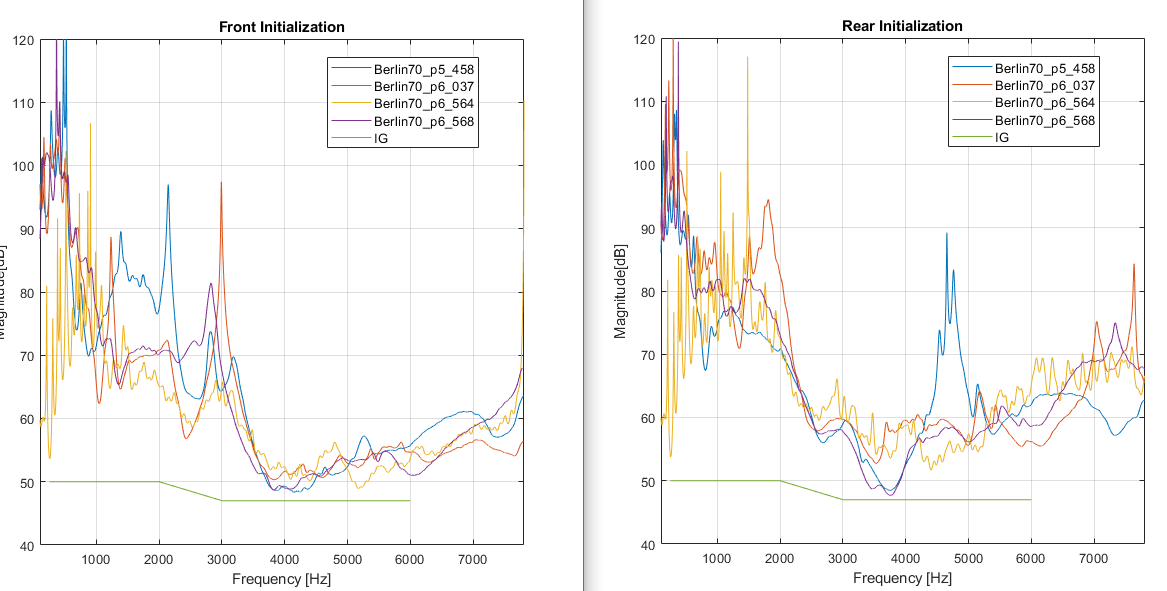 Front Initialization
120
110
100
90
80
70
60
50
40
Magnitude[dB]
Berlin70_p5_458
Berlin70_p6_037
Berlin70_p6_564
Berlin70_p6_568
IG
1000 2000 3000 4000 5000 6000 7000
Frequency [Hz]
Rear Initialization
120
110
100
90
80
70
60
50
40
Magnitude[dB]
Berlin70_p5_458
Berlin70_p6_037
Berlin70_p6_564
Berlin70_p6_568
IG
1000 2000 3000 4000 5000 6000 7000
Frequency [Hz]